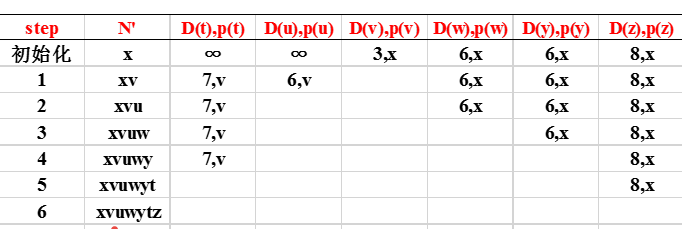 step N' D(t),p(t) D(u),p(u) D(v),p(v) D(w),p(w) D(y),p(y) D(z),p(z)
初始化 x ∞ ∞ 3,x 6,x 6,x 8,x
1 xv 7,v 6,v 6,x 6,x 8,x
2 xvu 7,v 6,x 6,x 8,x
3 xvuw 7,v 6,x 8,x
4 xvuwy 7,v 8,x
5 xvuwyt 8,x
6 xvuwytz